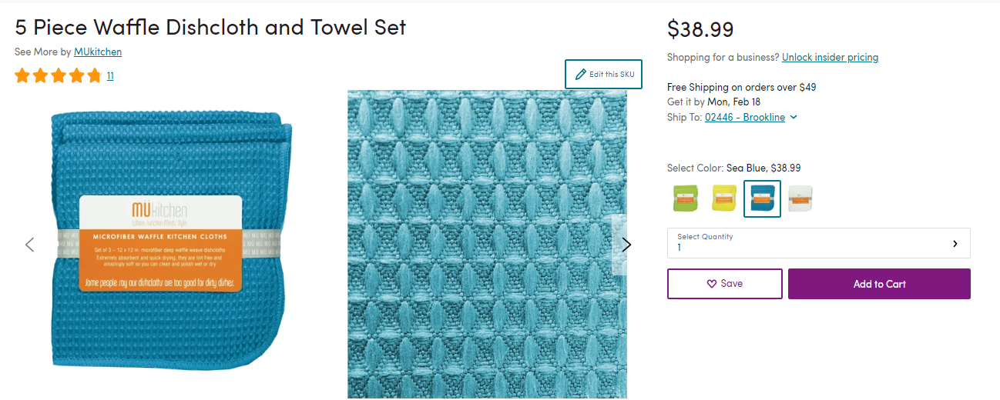 5 Piece Waffle Dishcloth and Towel Set
See More by MUkitchen
11
Edit this SKU
MÜkitchen
Where Function Meets Style.
MICROFIBER WAFFLE KITCHEN CLOTHS
Set of 3 – 12 x 12 in. microfiber deep waffle weave dishcloths
Extremely absorbent and quick drying, they are lint free and
amazingly soft so you can clean and polish wet or dry
Some people say our dishcloths are too good for dirty dishes.
$38.99
Shopping for a business? Unlock insider pricing
Free Shipping on orders over $49
Get it by Mon, Feb 18
Ship To: 02446 - Brookline
Select Color: Sea Blue, $38.99
Select Quantity
1
Save
Add to Cart